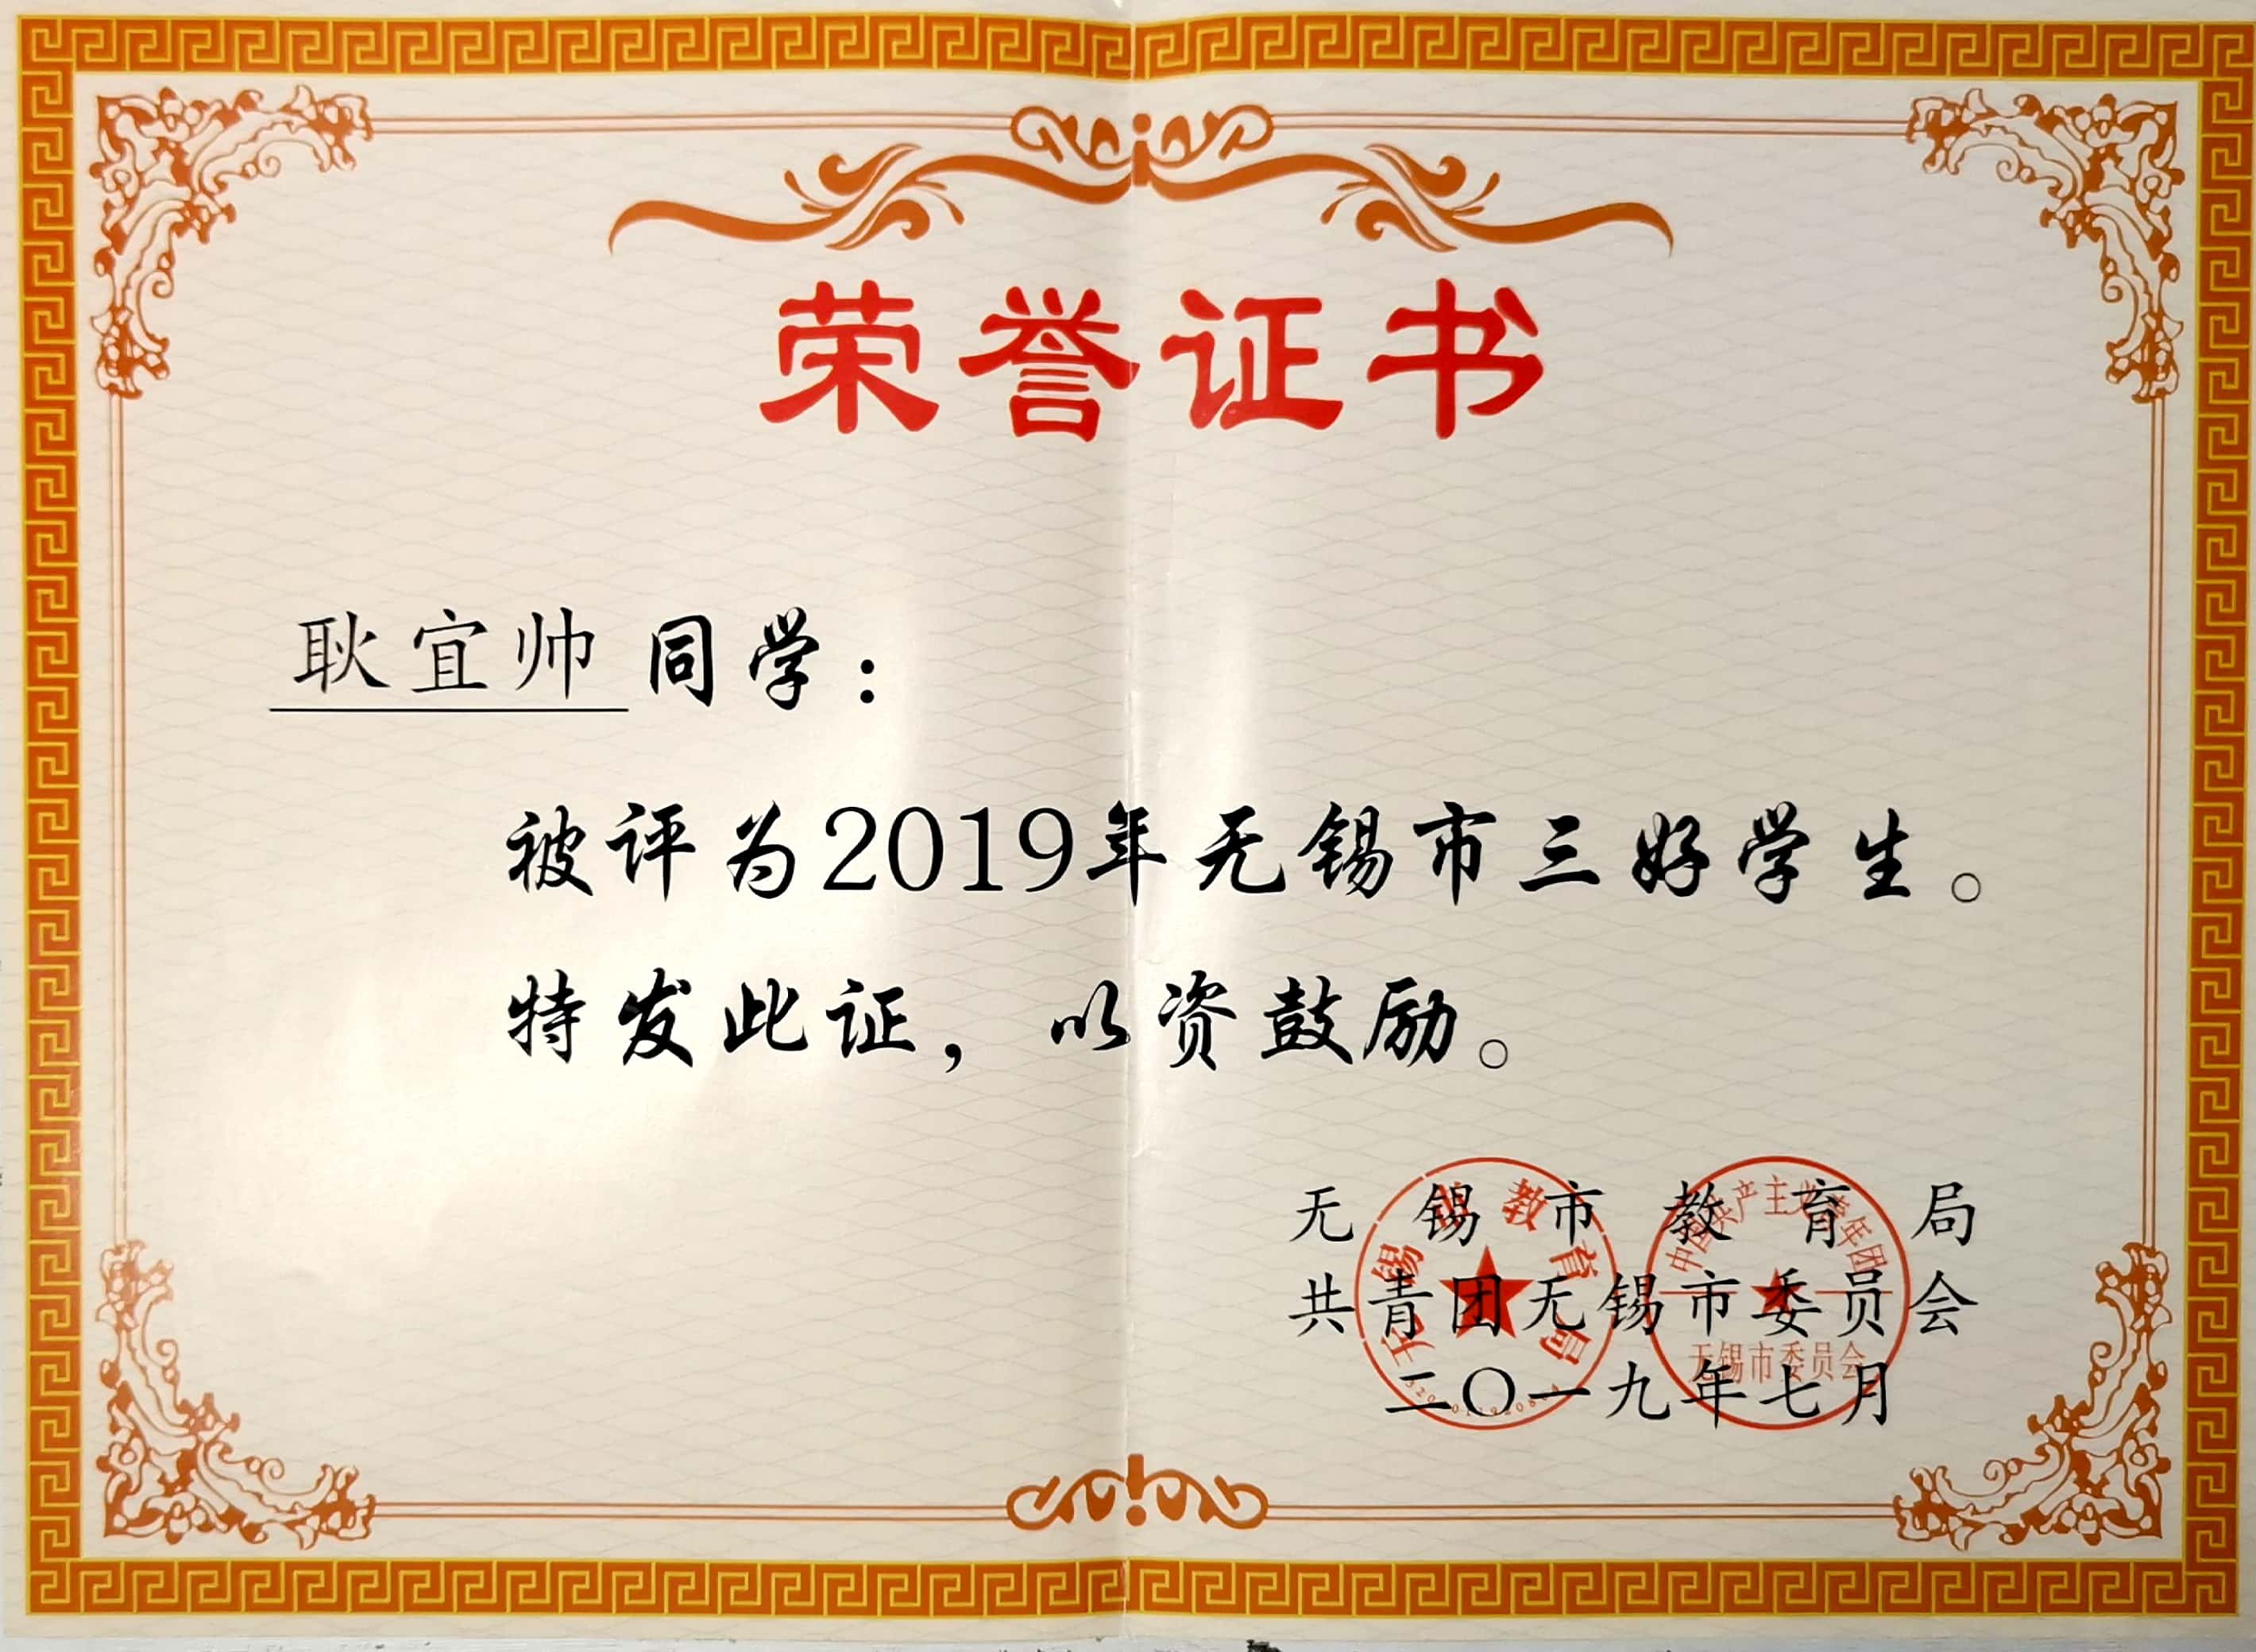 荣誉证书
耿宜帅同学：
被评为2019年无锡市三好学生。
特发此证，以资鼓励。
无锡市教育局
共青团无锡市委员会
二〇一九年七月
无锡市教育局
中国共产主义青年团
无锡市委员会